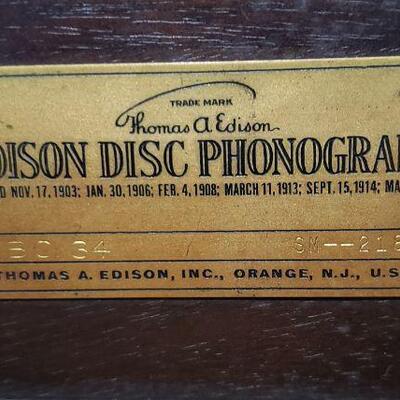 TRADE MARK
Thomas A Edison
DISON DISC PHONOGRA
D NOV. 17, 1903; JAN. 30, 1906; FEB. 4, 1908; MARCH 11, 1913; SEPT. 15, 1914; MA
BC 34 SM--218
THOMAS A. EDISON, INC., ORANGE, N.J., U.S